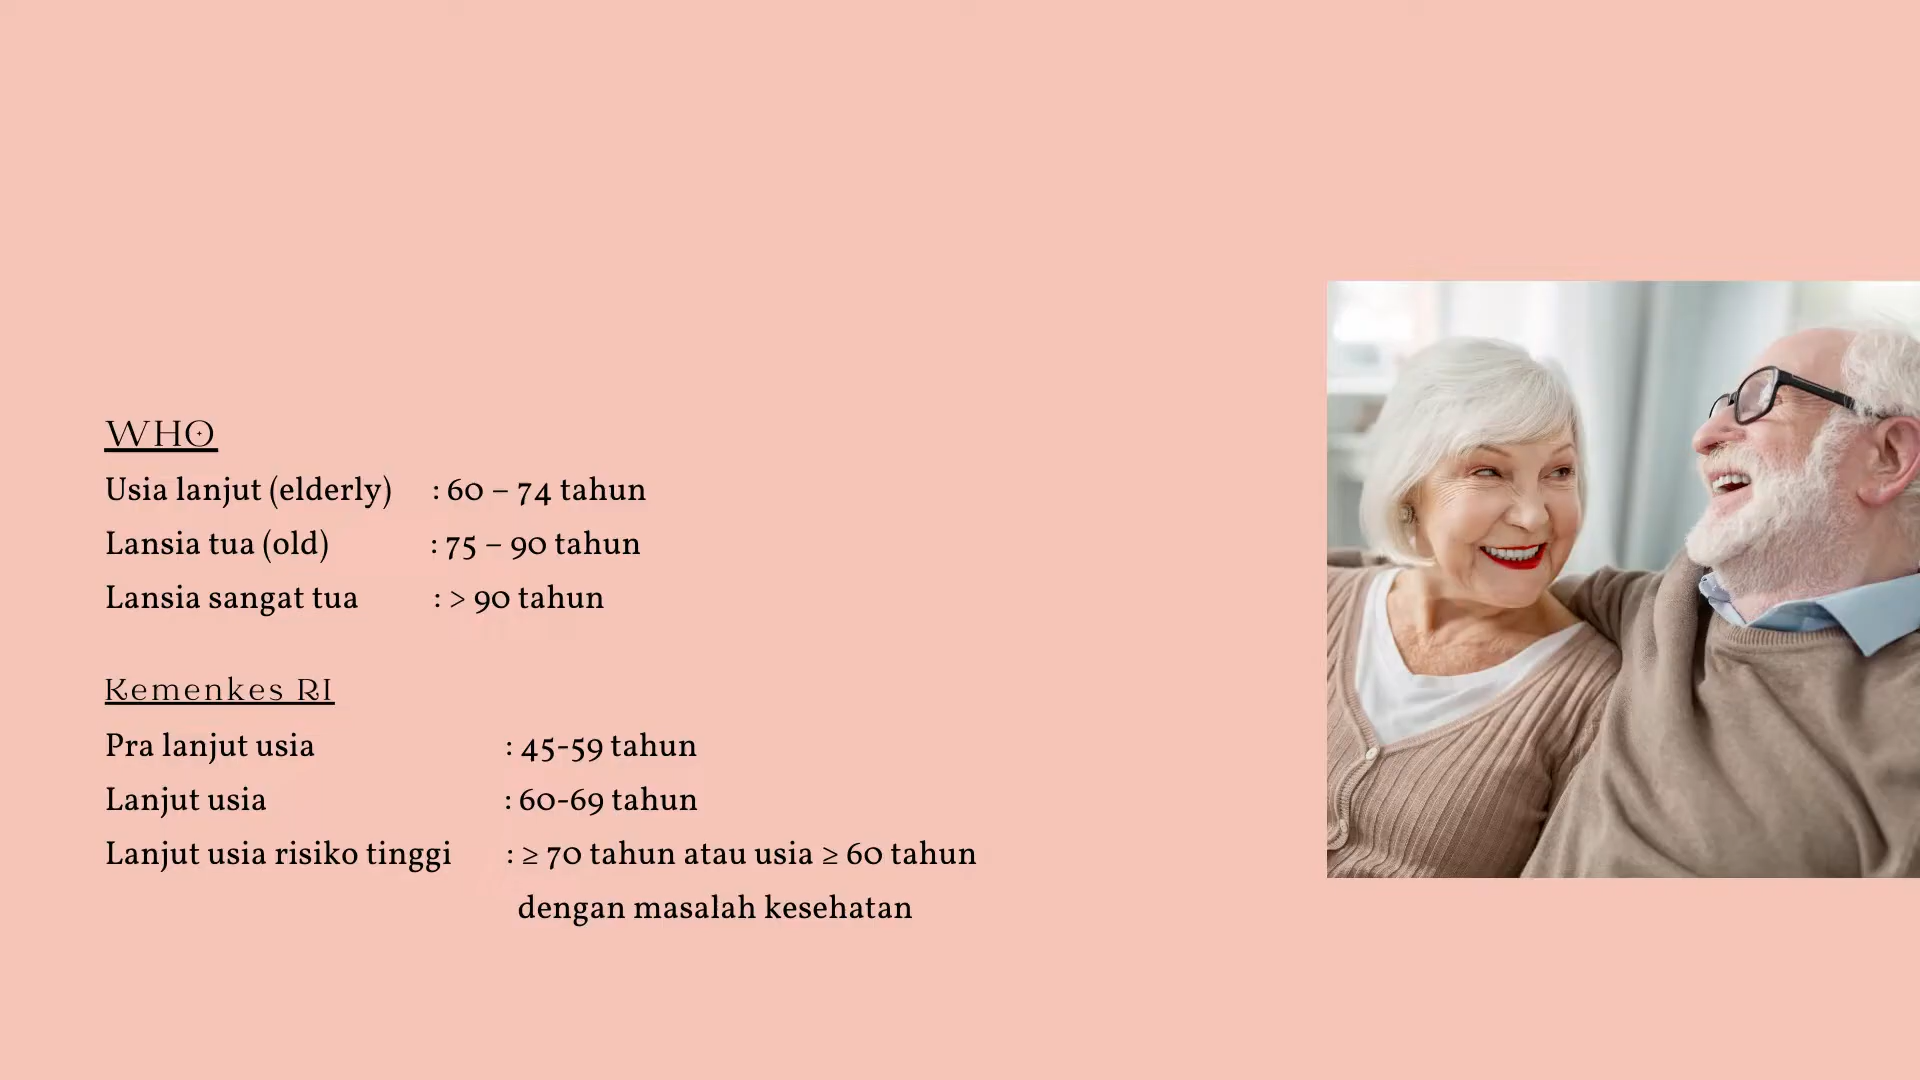 WHO
Usia lanjut (elderly) : 60 – 74 tahun
Lansia tua (old) : 75 – 90 tahun
Lansia sangat tua : > 90 tahun
Kemenkes RI
Pra lanjut usia : 45-59 tahun
Lanjut usia : 60-69 tahun
Lanjut usia risiko tinggi : ≥ 70 tahun atau usia ≥ 60 tahun
dengan masalah kesehatan